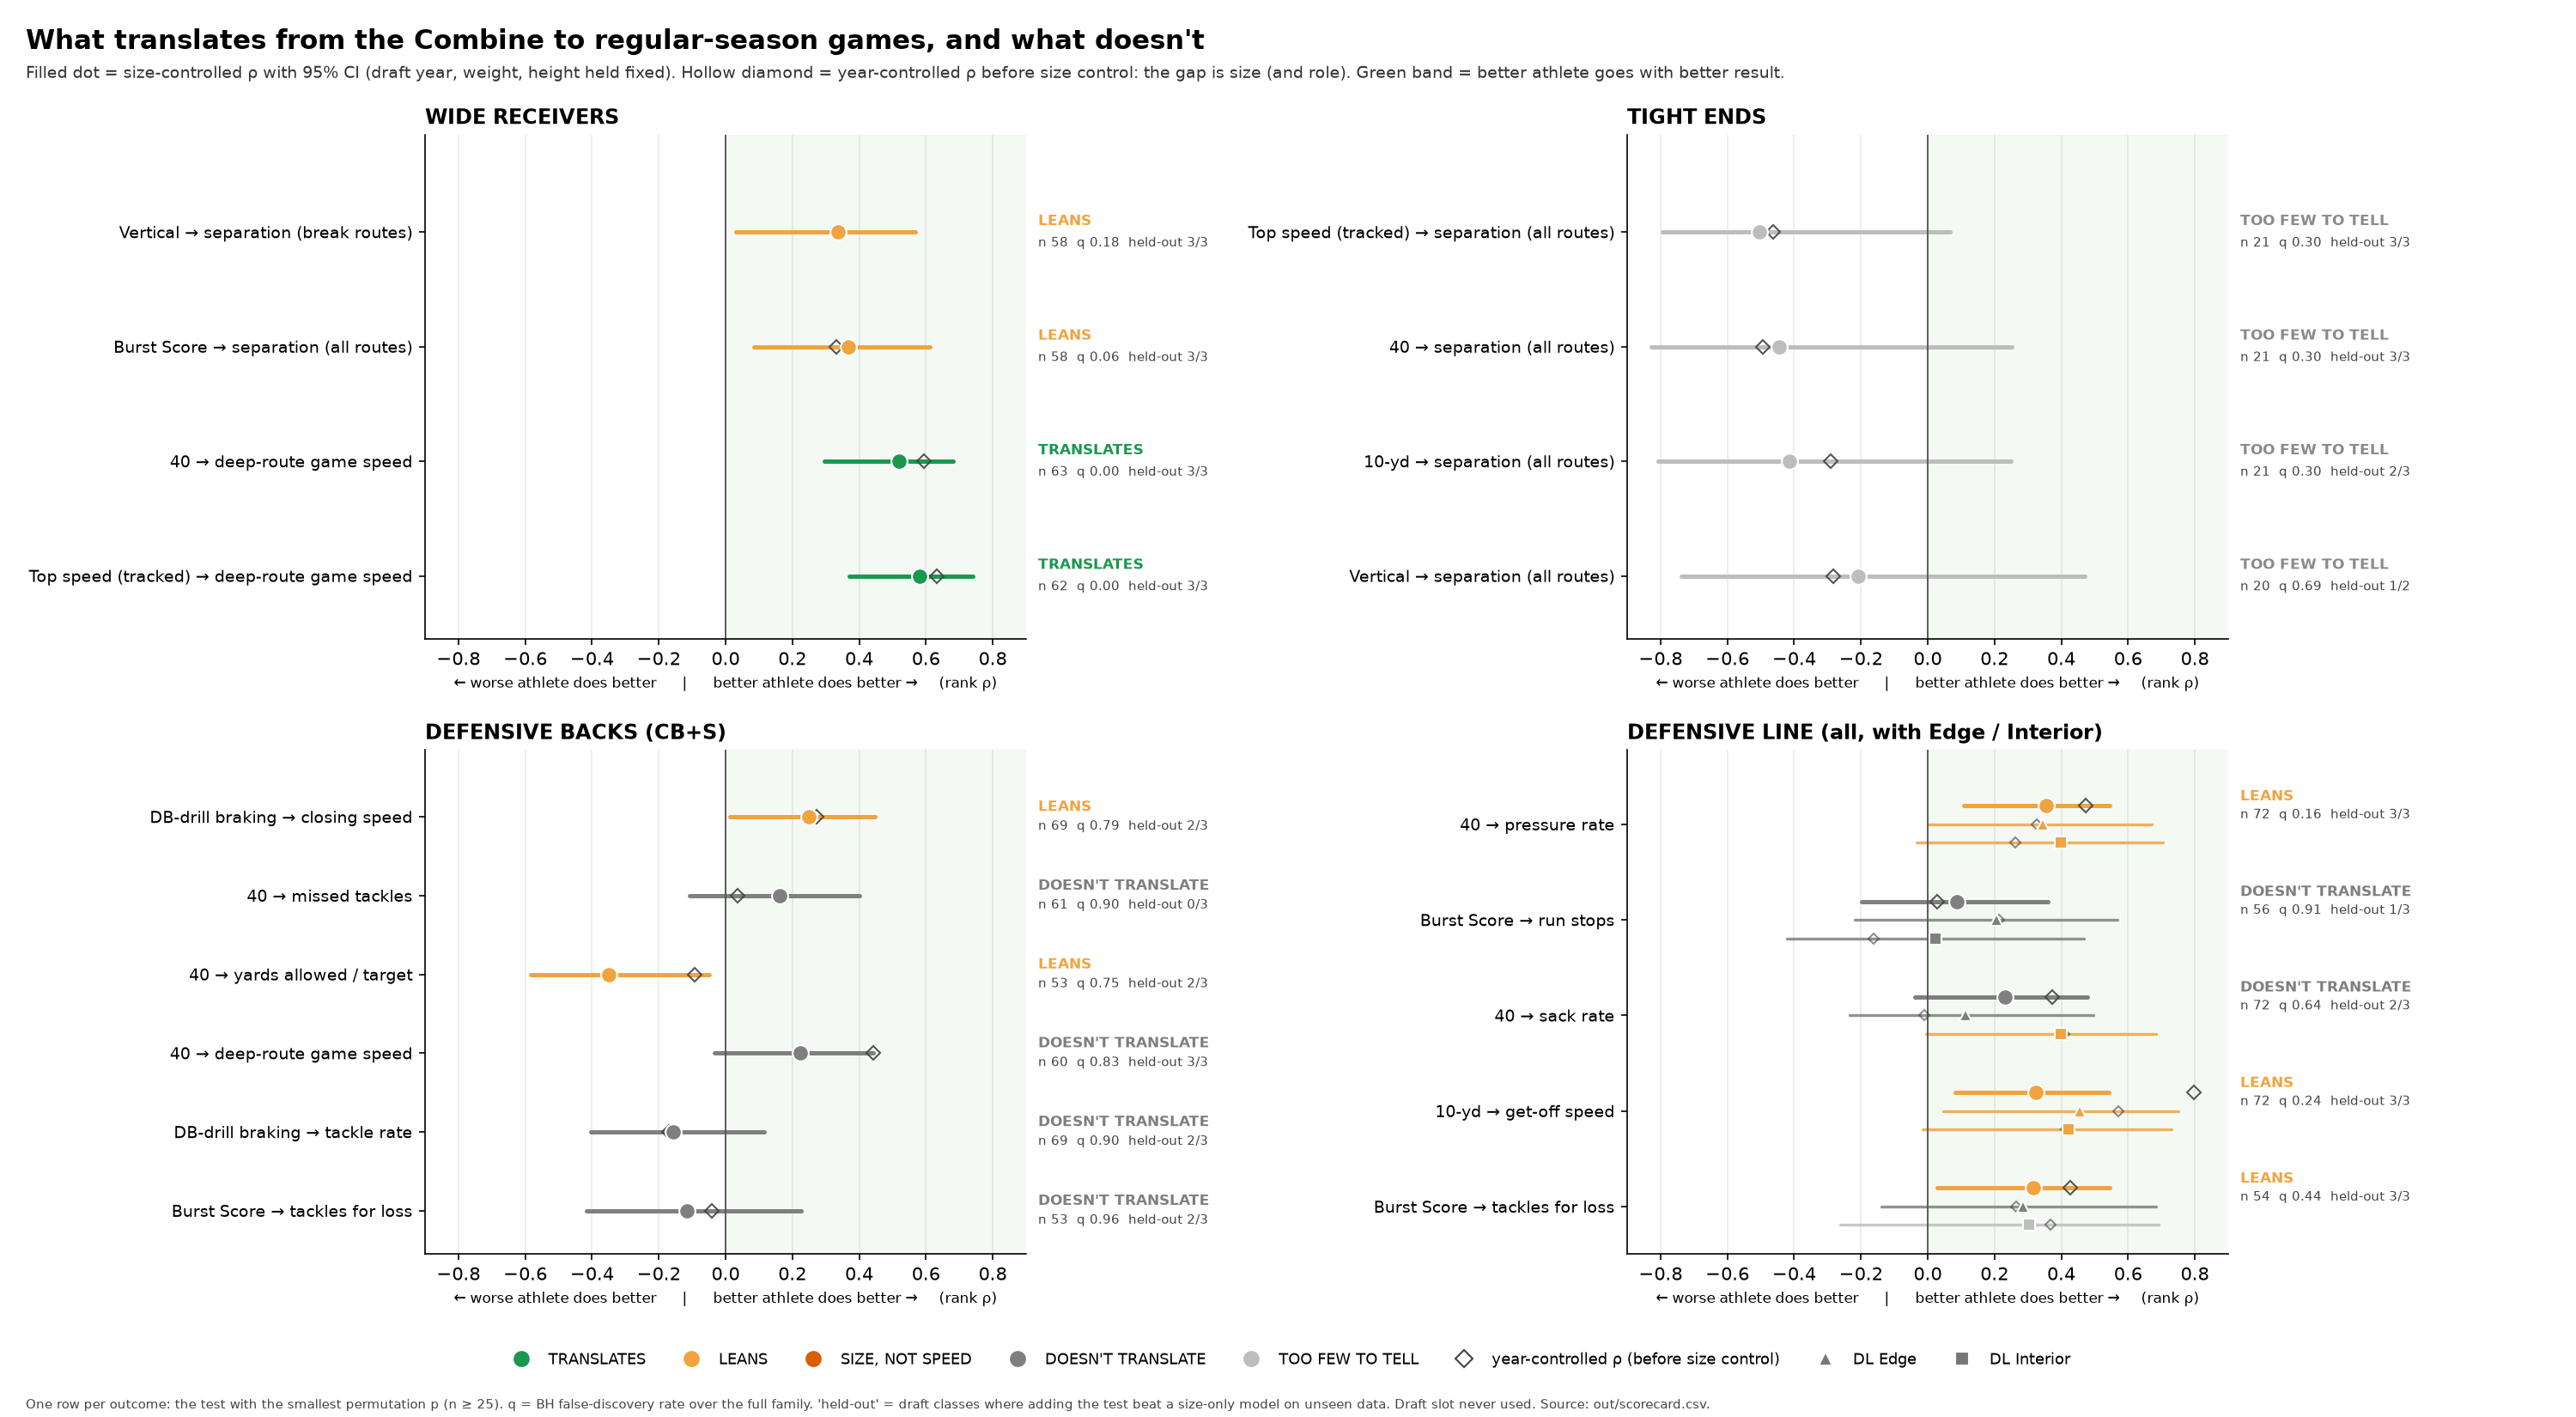 What translates from the Combine to regular-season games, and what doesn't
Filled dot = size-controlled ρ with 95% CI (draft year, weight, height held fixed). Hollow diamond = year-controlled ρ before size control: the gap is size (and role). Green band = better athlete goes with better result.
WIDE RECEIVERS
Vertical → separation (break routes)
LEANS
n 58 q 0.18 held-out 3/3
Burst Score → separation (all routes)
LEANS
n 58 q 0.06 held-out 3/3
40 → deep-route game speed
TRANSLATES
n 63 q 0.00 held-out 3/3
Top speed (tracked) → deep-route game speed
TRANSLATES
n 62 q 0.00 held-out 3/3
−0.8 −0.6 −0.4 −0.2 0.0 0.2 0.4 0.6 0.8
← worse athlete does better | better athlete does better → (rank ρ)
TIGHT ENDS
Top speed (tracked) → separation (all routes)
TOO FEW TO TELL
n 21 q 0.30 held-out 3/3
40 → separation (all routes)
TOO FEW TO TELL
n 21 q 0.30 held-out 3/3
10-yd → separation (all routes)
TOO FEW TO TELL
n 21 q 0.30 held-out 2/3
Vertical → separation (all routes)
TOO FEW TO TELL
n 20 q 0.69 held-out 1/2
−0.8 −0.6 −0.4 −0.2 0.0 0.2 0.4 0.6 0.8
← worse athlete does better | better athlete does better → (rank ρ)
DEFENSIVE BACKS (CB+S)
DB-drill braking → closing speed
LEANS
n 69 q 0.79 held-out 2/3
40 → missed tackles
DOESN'T TRANSLATE
n 61 q 0.90 held-out 0/3
40 → yards allowed / target
LEANS
n 53 q 0.75 held-out 2/3
40 → deep-route game speed
DOESN'T TRANSLATE
n 60 q 0.83 held-out 3/3
DB-drill braking → tackle rate
DOESN'T TRANSLATE
n 69 q 0.90 held-out 2/3
Burst Score → tackles for loss
DOESN'T TRANSLATE
n 53 q 0.96 held-out 2/3
−0.8 −0.6 −0.4 −0.2 0.0 0.2 0.4 0.6 0.8
← worse athlete does better | better athlete does better → (rank ρ)
DEFENSIVE LINE (all, with Edge / Interior)
40 → pressure rate
LEANS
n 72 q 0.16 held-out 3/3
Burst Score → run stops
DOESN'T TRANSLATE
n 56 q 0.91 held-out 1/3
40 → sack rate
DOESN'T TRANSLATE
n 72 q 0.64 held-out 2/3
10-yd → get-off speed
LEANS
n 72 q 0.24 held-out 3/3
Burst Score → tackles for loss
LEANS
n 54 q 0.44 held-out 3/3
−0.8 −0.6 −0.4 −0.2 0.0 0.2 0.4 0.6 0.8
← worse athlete does better | better athlete does better → (rank ρ)
TRANSLATES LEANS SIZE, NOT SPEED DOESN'T TRANSLATE TOO FEW TO TELL year-controlled ρ (before size control) DL Edge DL Interior
One row per outcome: the test with the smallest permutation p (n ≥ 25). q = BH false-discovery rate over the full family. 'held-out' = draft classes where adding the test beat a size-only model on unseen data. Draft slot never used. Source: out/scorecard.csv.